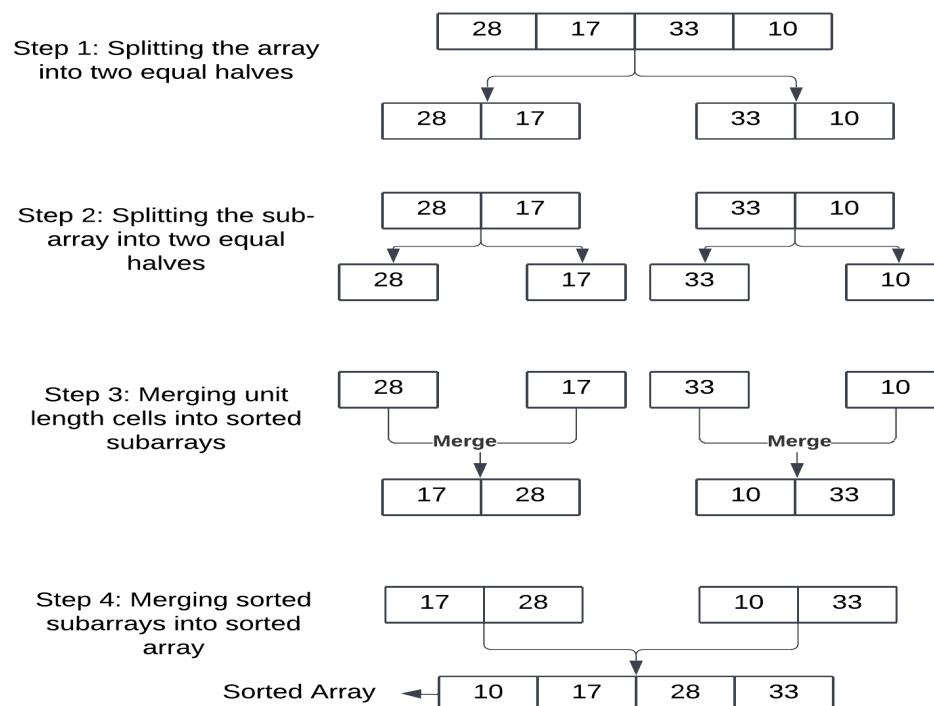 28 17 33 10
Step 1: Splitting the array
into two equal halves
28 17 33 10
28 17 33 10
Step 2: Splitting the sub-
array into two equal
halves
28 17 33 10
28 17 33 10
Step 3: Merging unit
length cells into sorted
subarrays
Merge Merge
17 28 10 33
17 28 10 33
Step 4: Merging sorted
subarrays into sorted
array
Sorted Array 10 17 28 33